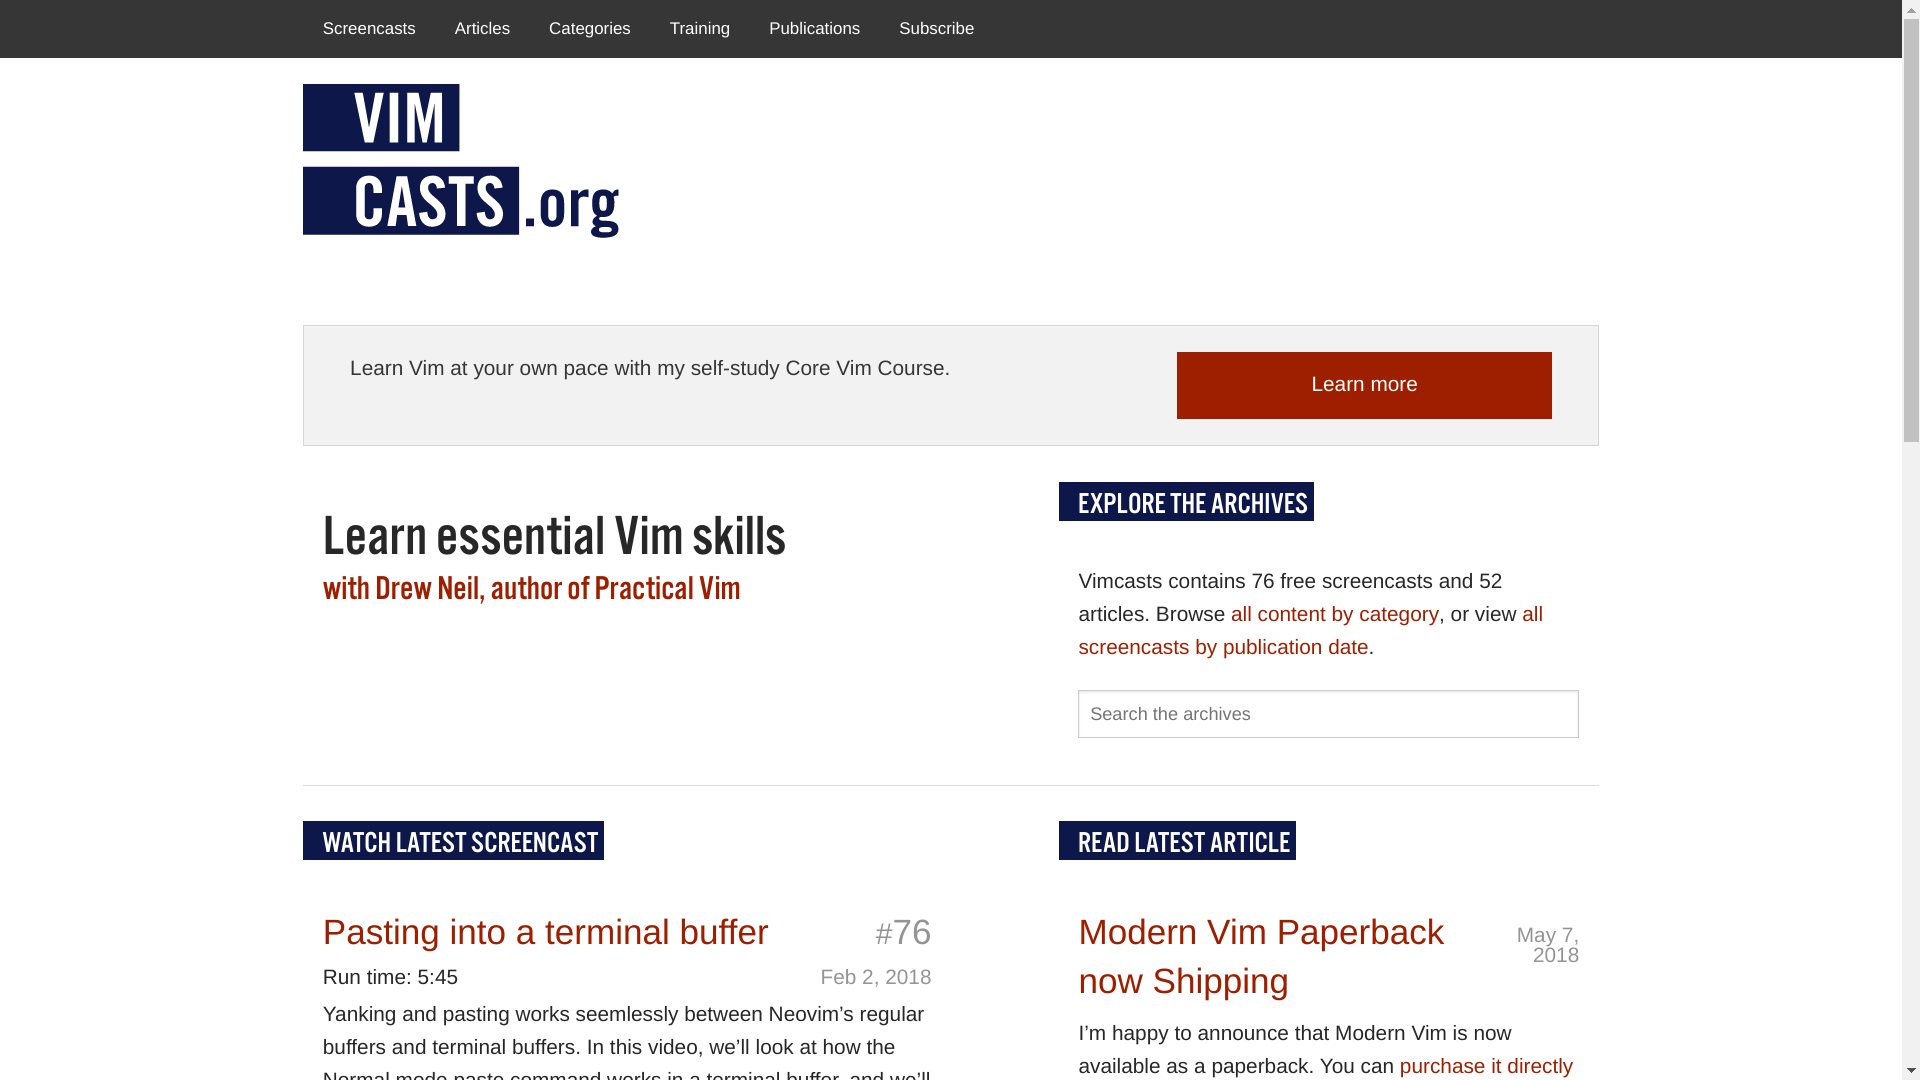 Screencasts Articles Categories Training Publications Subscribe
VIM
CASTS.org
Learn Vim at your own pace with my self-study Core Vim Course.
Learn more
Learn essential Vim skills
with Drew Neil, author of Practical Vim
EXPLORE THE ARCHIVES
Vimcasts contains 76 free screencasts and 52
articles. Browse all content by category, or view all
screencasts by publication date.
Search the archives
WATCH LATEST SCREENCAST
Pasting into a terminal buffer #76
Run time: 5:45 Feb 2, 2018
Yanking and pasting works seemlessly between Neovim’s regular
buffers and terminal buffers. In this video, we’ll look at how the
Normal mode paste command works in a terminal buffer, and we’ll
READ LATEST ARTICLE
Modern Vim Paperback
now Shipping
May 7,
2018
I’m happy to announce that Modern Vim is now
available as a paperback. You can purchase it directly